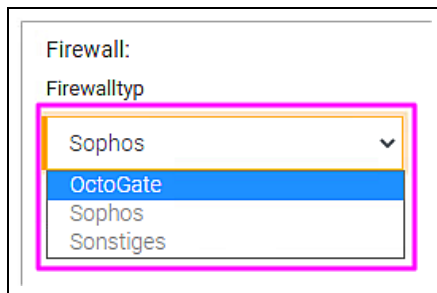 Firewall:
Firewalltyp
Sophos
OctoGate
Sophos
Sonstiges